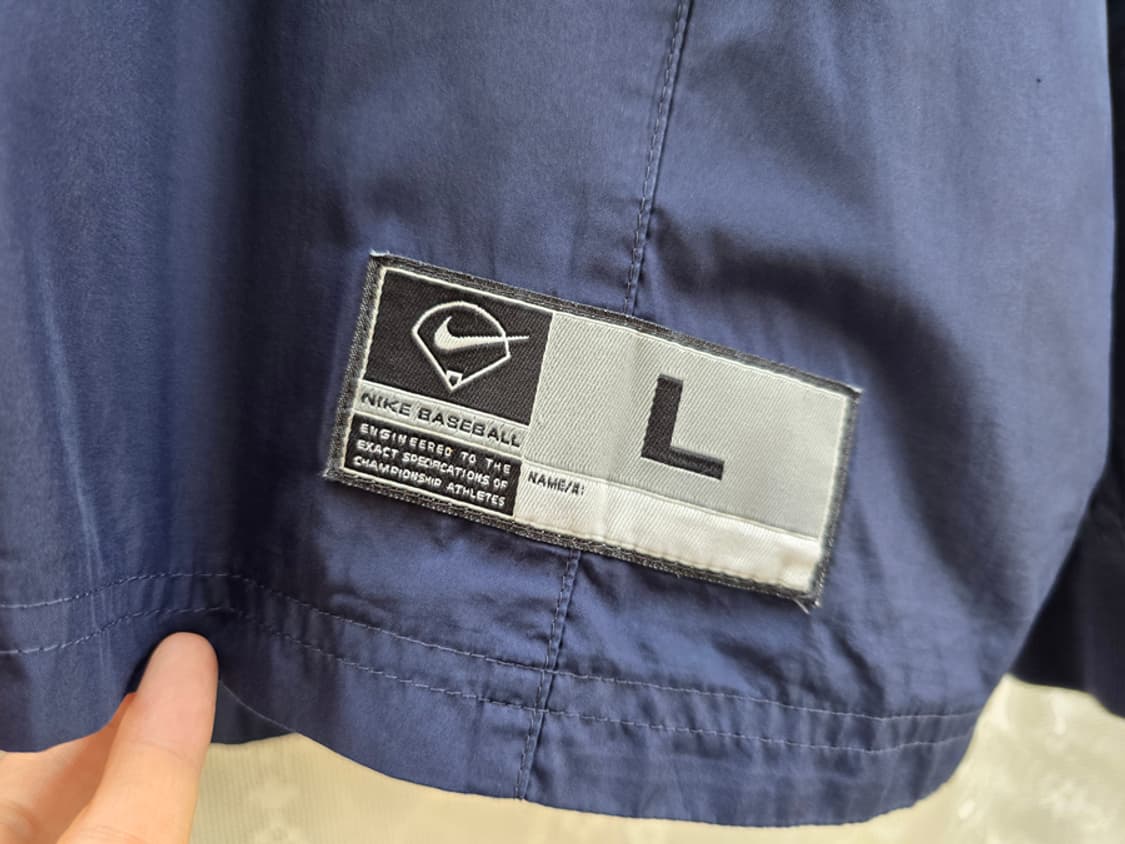 NIKE BASEBALL
ENGINEERED TO THE
EXACT SPECIFICATIONS OF
CHAMPIONSHIP ATHLETES
L
NAME/#: